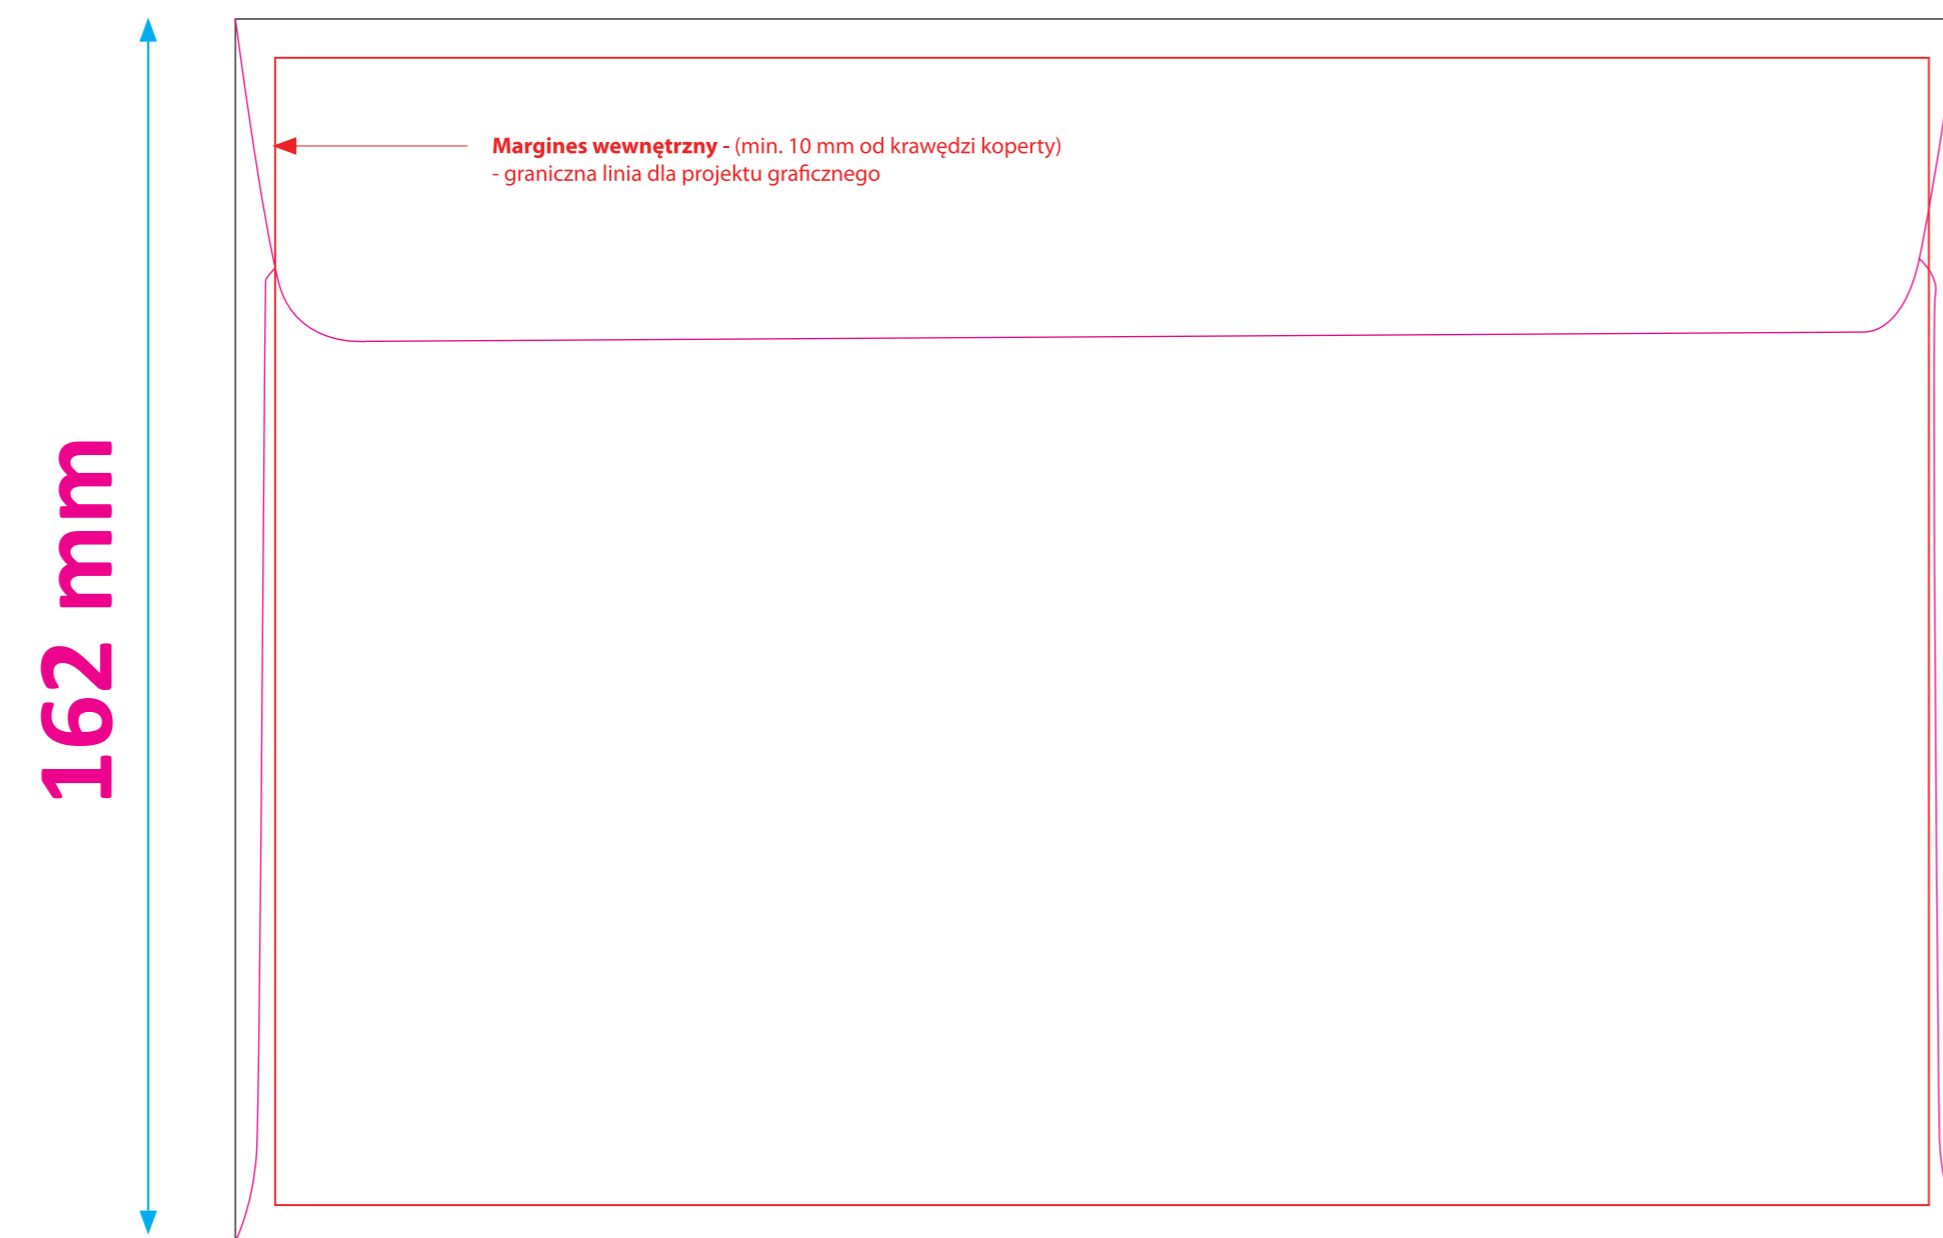 Margines wewnętrzny - (min. 10 mm od krawędzi koperty)
- graniczna linia dla projektu graficznego
162 mm